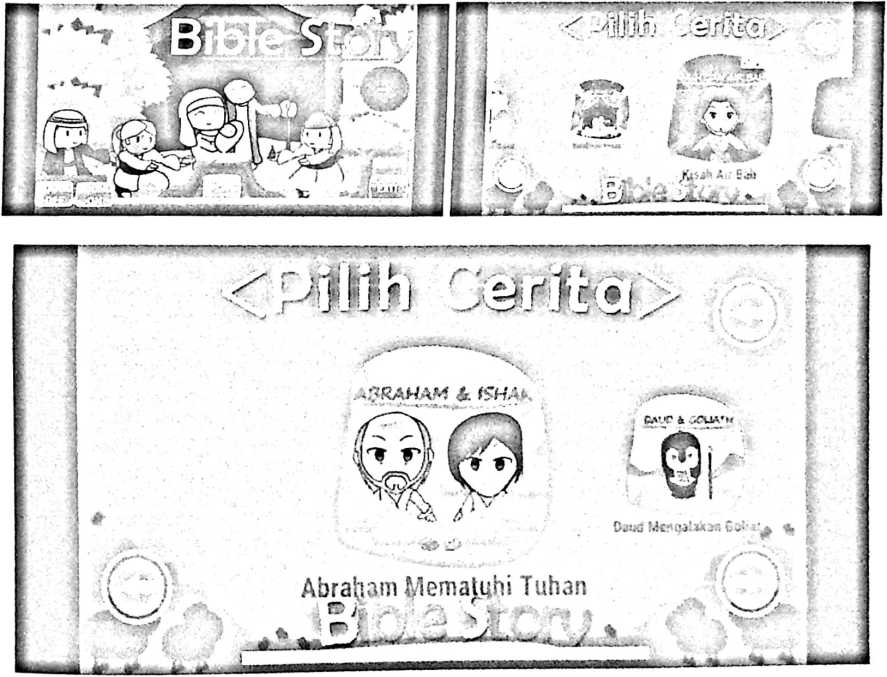 Bible Story
<Pilih Cerita>
Kisah Air Bah
Bible Story
<Pilih Cerita>
ABRAHAM & ISHAK
DAUD & GOLIATH
Daud Mengalakan Goliat
Abraham Mematuhi Tuhan
Bible Story